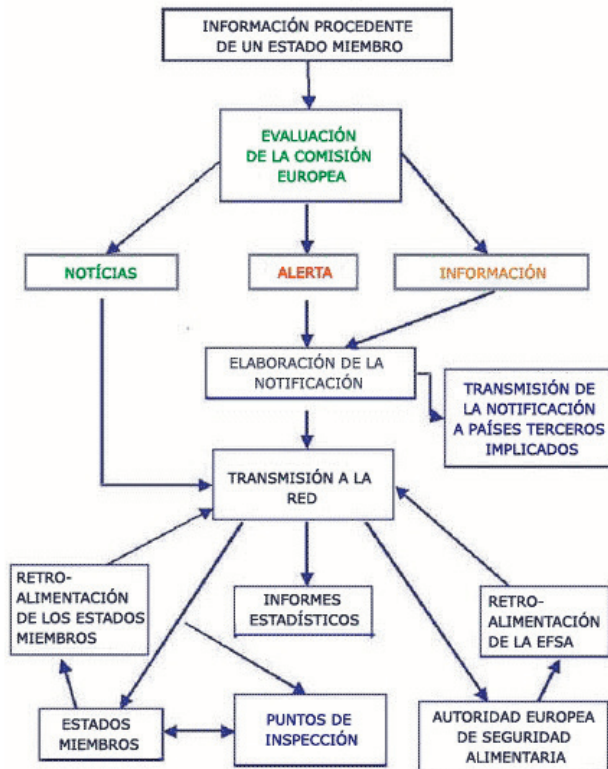 INFORMACIÓN PROCEDENTE
DE UN ESTADO MIEMBRO
EVALUACIÓN
DE LA COMISIÓN
EUROPEA
NOTÍCIAS
ALERTA
INFORMACIÓN
ELABORACIÓN DE LA
NOTIFICACIÓN
TRANSMISIÓN DE
LA NOTIFICACIÓN
A PAÍSES TERCEROS
IMPLICADOS
TRANSMISIÓN A LA
RED
RETRO-
ALIMENTACIÓN
DE LOS ESTADOS
MIEMBROS
INFORMES
ESTADÍSTICOS
RETRO-
ALIMENTACIÓN
DE LA EFSA
ESTADOS
MIEMBROS
PUNTOS DE
INSPECCIÓN
AUTORIDAD EUROPEA
DE SEGURIDAD
ALIMENTARIA